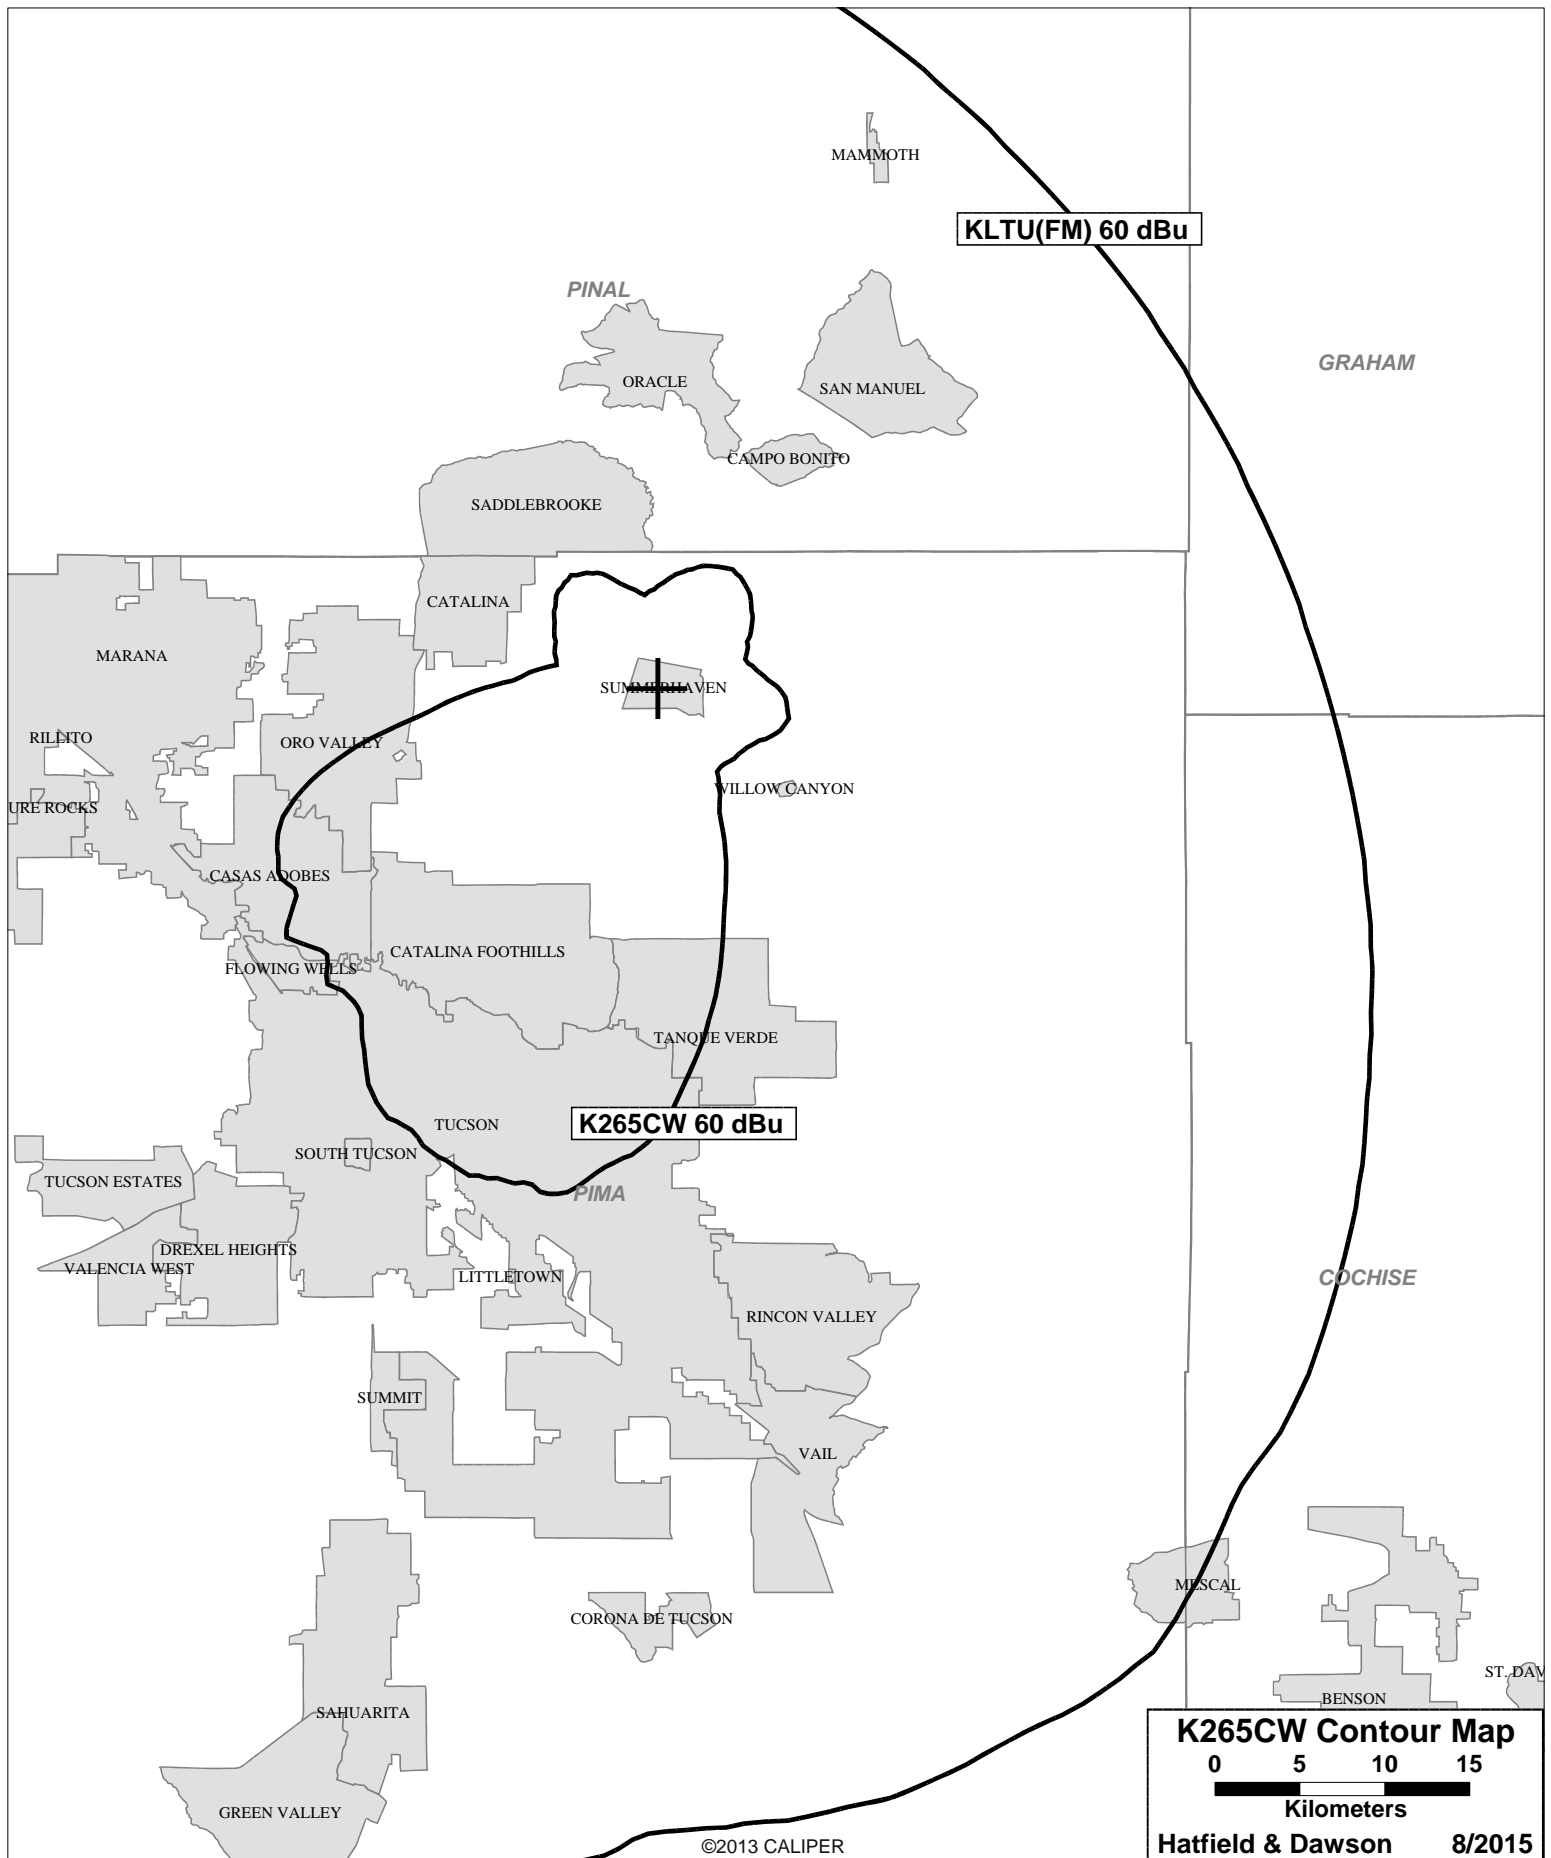 MAMMOTH
KLTU(FM) 60 dBu
PINAL
GRAHAM
ORACLE
SAN MANUEL
CAMPO BONITO
SADDLEBROOKE
CATALINA
MARANA
SUMMERHAVEN
RILLITO
ORO VALLEY
WILLOW CANYON
URE ROCKS
CASAS ADOBES
CATALINA FOOTHILLS
FLOWING WELLS
TANQUE VERDE
K265CW 60 dBu
TUCSON
SOUTH TUCSON
TUCSON ESTATES
PIMA
DREXEL HEIGHTS
VALENCIA WEST
LITTLETOWN
COCHISE
RINCON VALLEY
SUMMIT
VAIL
MESCAL
CORONA DE TUCSON
ST. DAV
BENSON
SAHUARITA
GREEN VALLEY
K265CW Contour Map
0 5 10 15
Kilometers
Hatfield & Dawson 8/2015
©2013 CALIPER